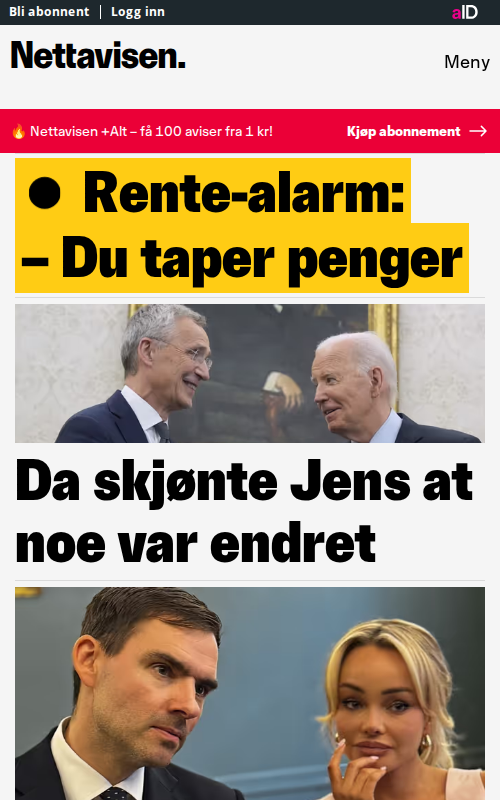 Bli abonnent | Logg inn
aID
Nettavisen.
Meny
🔥 Nettavisen +Alt – få 100 aviser fra 1 kr!
Kjøp abonnement →
● Rente-alarm:
– Du taper penger
Da skjønte Jens at
noe var endret